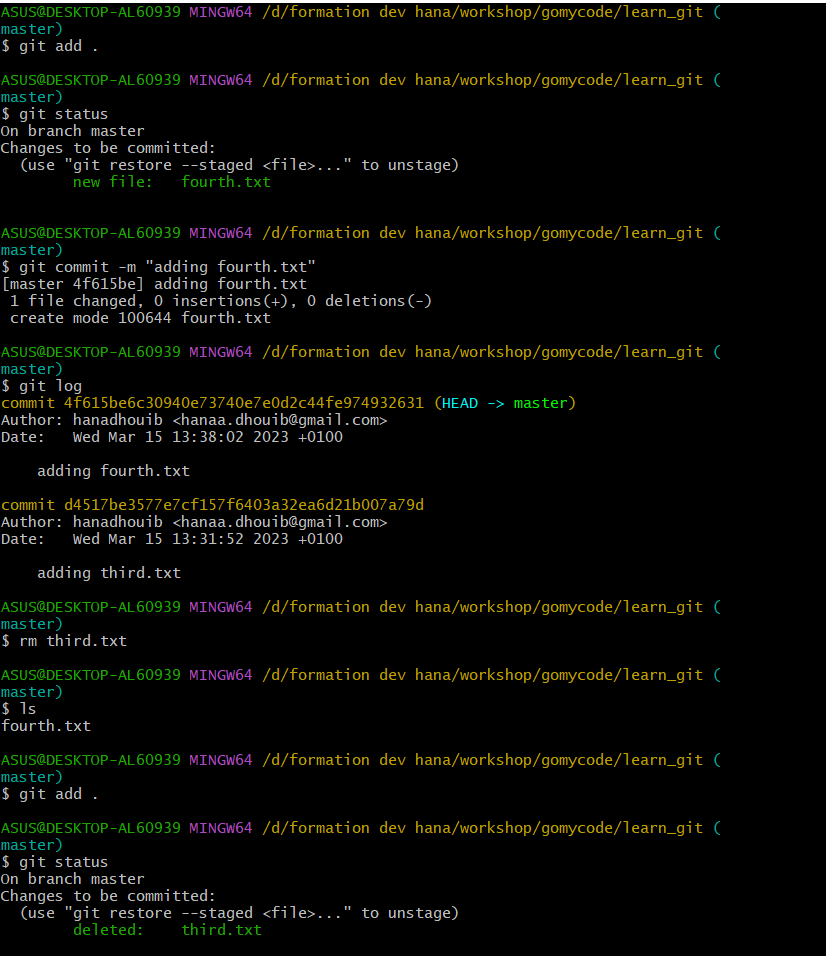 ASUS@DESKTOP-AL60939 MINGW64 /d/formation dev hana/workshop/gomycode/learn_git (
master)
$ git add .
ASUS@DESKTOP-AL60939 MINGW64 /d/formation dev hana/workshop/gomycode/learn_git (
master)
$ git status
On branch master
Changes to be committed:
  (use "git restore --staged <file>..." to unstage)
        new file:   fourth.txt
ASUS@DESKTOP-AL60939 MINGW64 /d/formation dev hana/workshop/gomycode/learn_git (
master)
$ git commit -m "adding fourth.txt"
[master 4f615be] adding fourth.txt
 1 file changed, 0 insertions(+), 0 deletions(-)
 create mode 100644 fourth.txt
ASUS@DESKTOP-AL60939 MINGW64 /d/formation dev hana/workshop/gomycode/learn_git (
master)
$ git log
commit 4f615be6c30940e73740e7e0d2c44fe974932631 (HEAD -> master)
Author: hanadhouib <hanaa.dhouib@gmail.com>
Date:   Wed Mar 15 13:38:02 2023 +0100
    adding fourth.txt
commit d4517be3577e7cf157f6403a32ea6d21b007a79d
Author: hanadhouib <hanaa.dhouib@gmail.com>
Date:   Wed Mar 15 13:31:52 2023 +0100
    adding third.txt
ASUS@DESKTOP-AL60939 MINGW64 /d/formation dev hana/workshop/gomycode/learn_git (
master)
$ rm third.txt
ASUS@DESKTOP-AL60939 MINGW64 /d/formation dev hana/workshop/gomycode/learn_git (
master)
$ ls
fourth.txt
ASUS@DESKTOP-AL60939 MINGW64 /d/formation dev hana/workshop/gomycode/learn_git (
master)
$ git add .
ASUS@DESKTOP-AL60939 MINGW64 /d/formation dev hana/workshop/gomycode/learn_git (
master)
$ git status
On branch master
Changes to be committed:
  (use "git restore --staged <file>..." to unstage)
        deleted:    third.txt